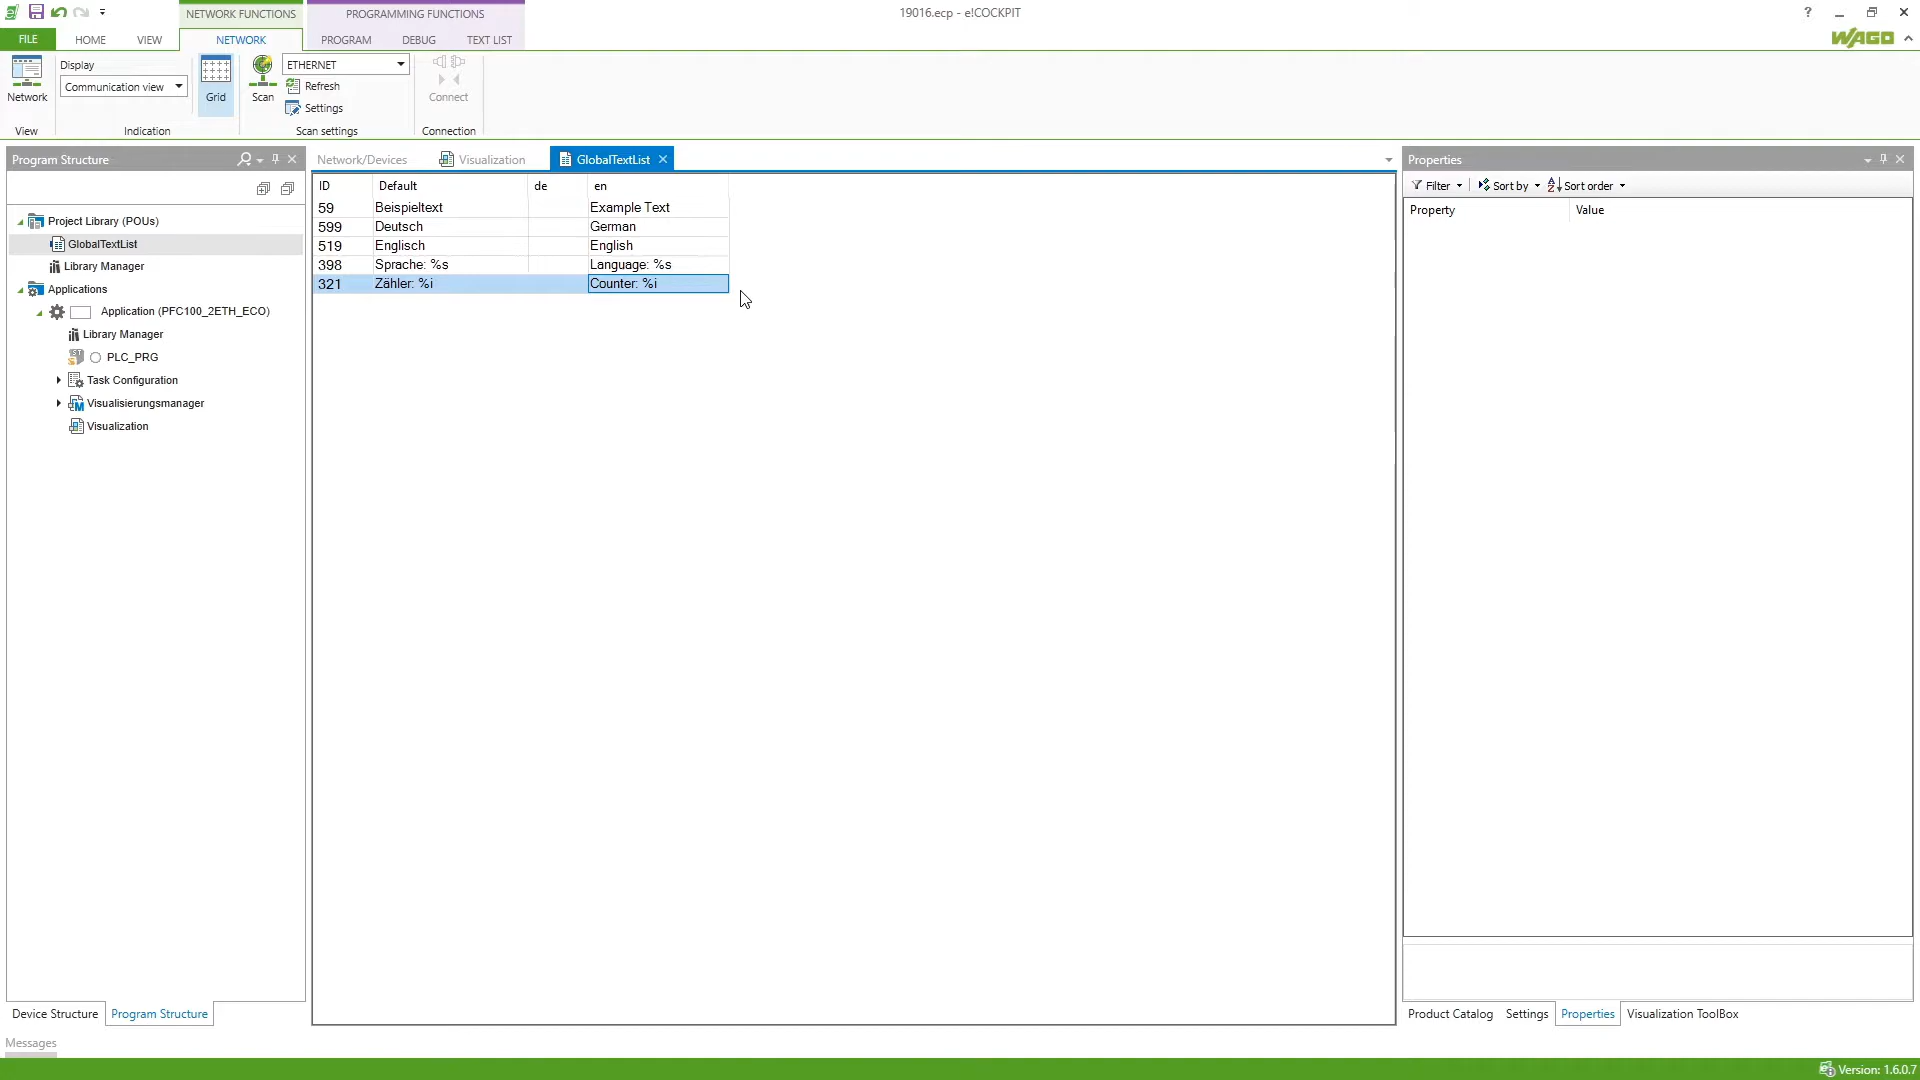 NETWORK FUNCTIONS PROGRAMMING FUNCTIONS 19016.ecp - e!COCKPIT ?
FILE HOME VIEW NETWORK PROGRAM DEBUG TEXT LIST WAGO
Network
View
Display
Communication view
Grid
Indication
Scan
ETHERNET
Refresh
Settings
Scan settings
Connect
Connection
Program Structure
Project Library (POUs)
GlobalTextList
Library Manager
Applications
Application (PFC100_2ETH_ECO)
Library Manager
PLC_PRG
Task Configuration
Visualisierungsmanager
Visualization
Device Structure Program Structure
Network/Devices Visualization GlobalTextList
ID Default de en
59 Beispieltext Example Text
599 Deutsch German
519 Englisch English
398 Sprache: %s Language: %s
321 Zähler: %i Counter: %i
Properties
Filter Sort by Sort order
Property Value
Product Catalog Settings Properties Visualization ToolBox
Messages
Version: 1.6.0.7